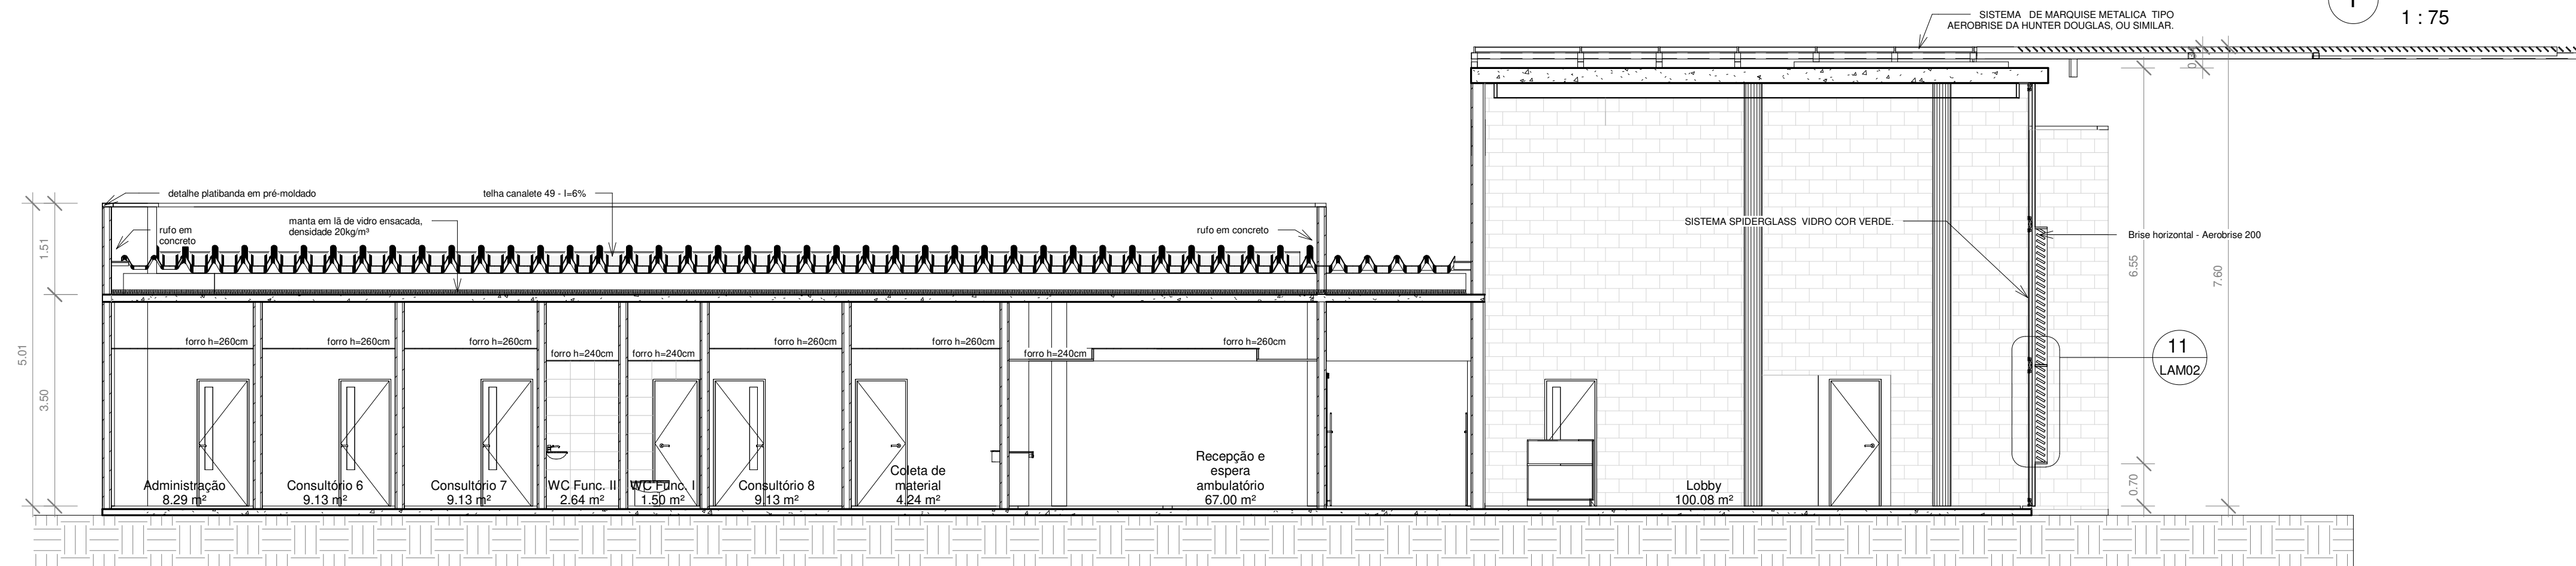 1 : 75
SISTEMA DE MARQUISE METALICA TIPO
AEROBRISE DA HUNTER DOUGLAS, OU SIMILAR.
detalhe platibanda em pré-moldado
telha canalete 49 - I=6%
manta em lã de vidro ensacada,
densidade 20kg/m³
rufo em
concreto
rufo em concreto
SISTEMA SPIDERGLASS VIDRO COR VERDE.
Brise horizontal - Aerobrise 200
1.51
5.01
3.50
6.55
7.60
0.70
11
LAM02
forro h=260cm
forro h=260cm
forro h=260cm
forro h=240cm
forro h=240cm
forro h=260cm
forro h=260cm
forro h=240cm
forro h=260cm
Administração
8.29 m²
Consultório 6
9.13 m²
Consultório 7
9.13 m²
WC Func. II
2.64 m²
WC Func. I
1.50 m²
Consultório 8
9.13 m²
Coleta de
material
4.24 m²
Recepção e
espera
ambulatório
67.00 m²
Lobby
100.08 m²